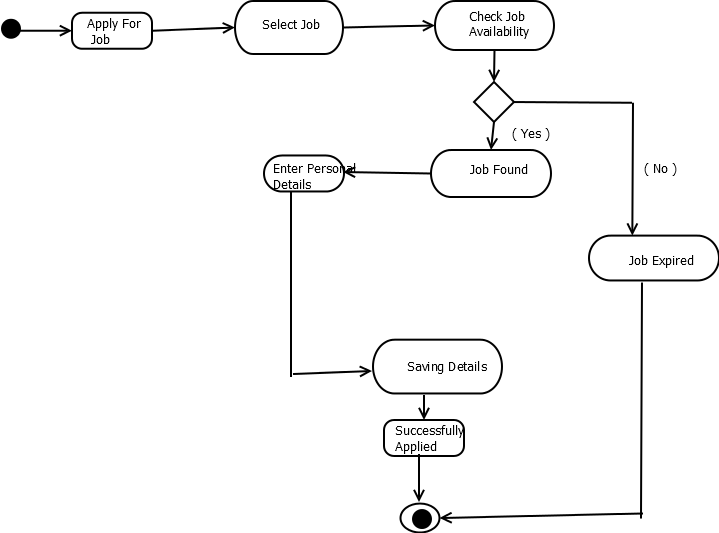 Apply For
Job
Select Job
Check Job
Availability
( Yes )
Job Found
( No )
Enter Personal
Details
Job Expired
Saving Details
Successfully
Applied